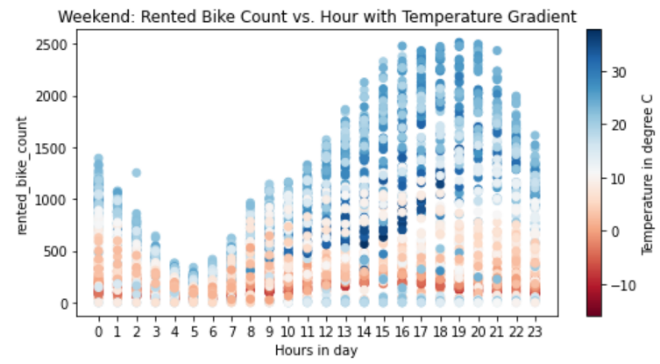 Weekend: Rented Bike Count vs. Hour with Temperature Gradient
2500
2000
1500
1000
500
0
rented_bike_count
0 1 2 3 4 5 6 7 8 9 10 11 12 13 14 15 16 17 18 19 20 21 22 23
Hours in day
30
20
10
0
−10
Temperature in degree C